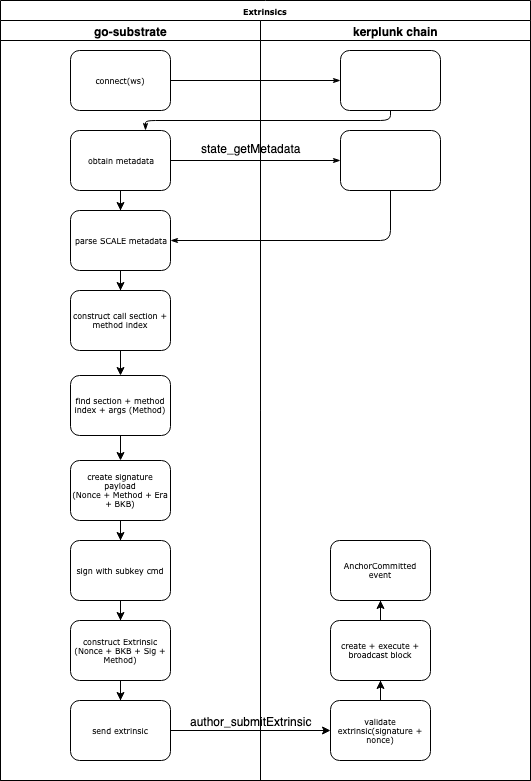 Extrinsics
go-substrate
kerplunk chain
connect(ws)
obtain metadata
state_getMetadata
parse SCALE metadata
construct call section +
method index
find section + method
index + args (Method)
create signature
payload
(Nonce + Method + Era
+ BKB)
sign with subkey cmd
AnchorCommitted
event
construct Extrinsic
(Nonce + BKB + Sig +
Method)
create + execute +
broadcast block
send extrinsic
author_submitExtrinsic
validate
extrinsic(signature +
nonce)